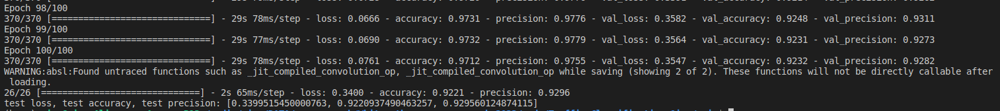 Epoch 98/100
370/370 [==============================] - 29s 78ms/step - loss: 0.0666 - accuracy: 0.9731 - precision: 0.9776 - val_loss: 0.3582 - val_accuracy: 0.9248 - val_precision: 0.9311
Epoch 99/100
370/370 [==============================] - 29s 77ms/step - loss: 0.0690 - accuracy: 0.9732 - precision: 0.9779 - val_loss: 0.3564 - val_accuracy: 0.9231 - val_precision: 0.9273
Epoch 100/100
370/370 [==============================] - 29s 78ms/step - loss: 0.0761 - accuracy: 0.9712 - precision: 0.9755 - val_loss: 0.3547 - val_accuracy: 0.9232 - val_precision: 0.9282
WARNING:absl:Found untraced functions such as _jit_compiled_convolution_op, _jit_compiled_convolution_op while saving (showing 2 of 2). These functions will not be directly callable after
loading.
26/26 [==============================] - 2s 65ms/step - loss: 0.3400 - accuracy: 0.9221 - precision: 0.9296
test loss, test accuracy, test precision: [0.3399515450000763, 0.9220937490463257, 0.929560124874115]